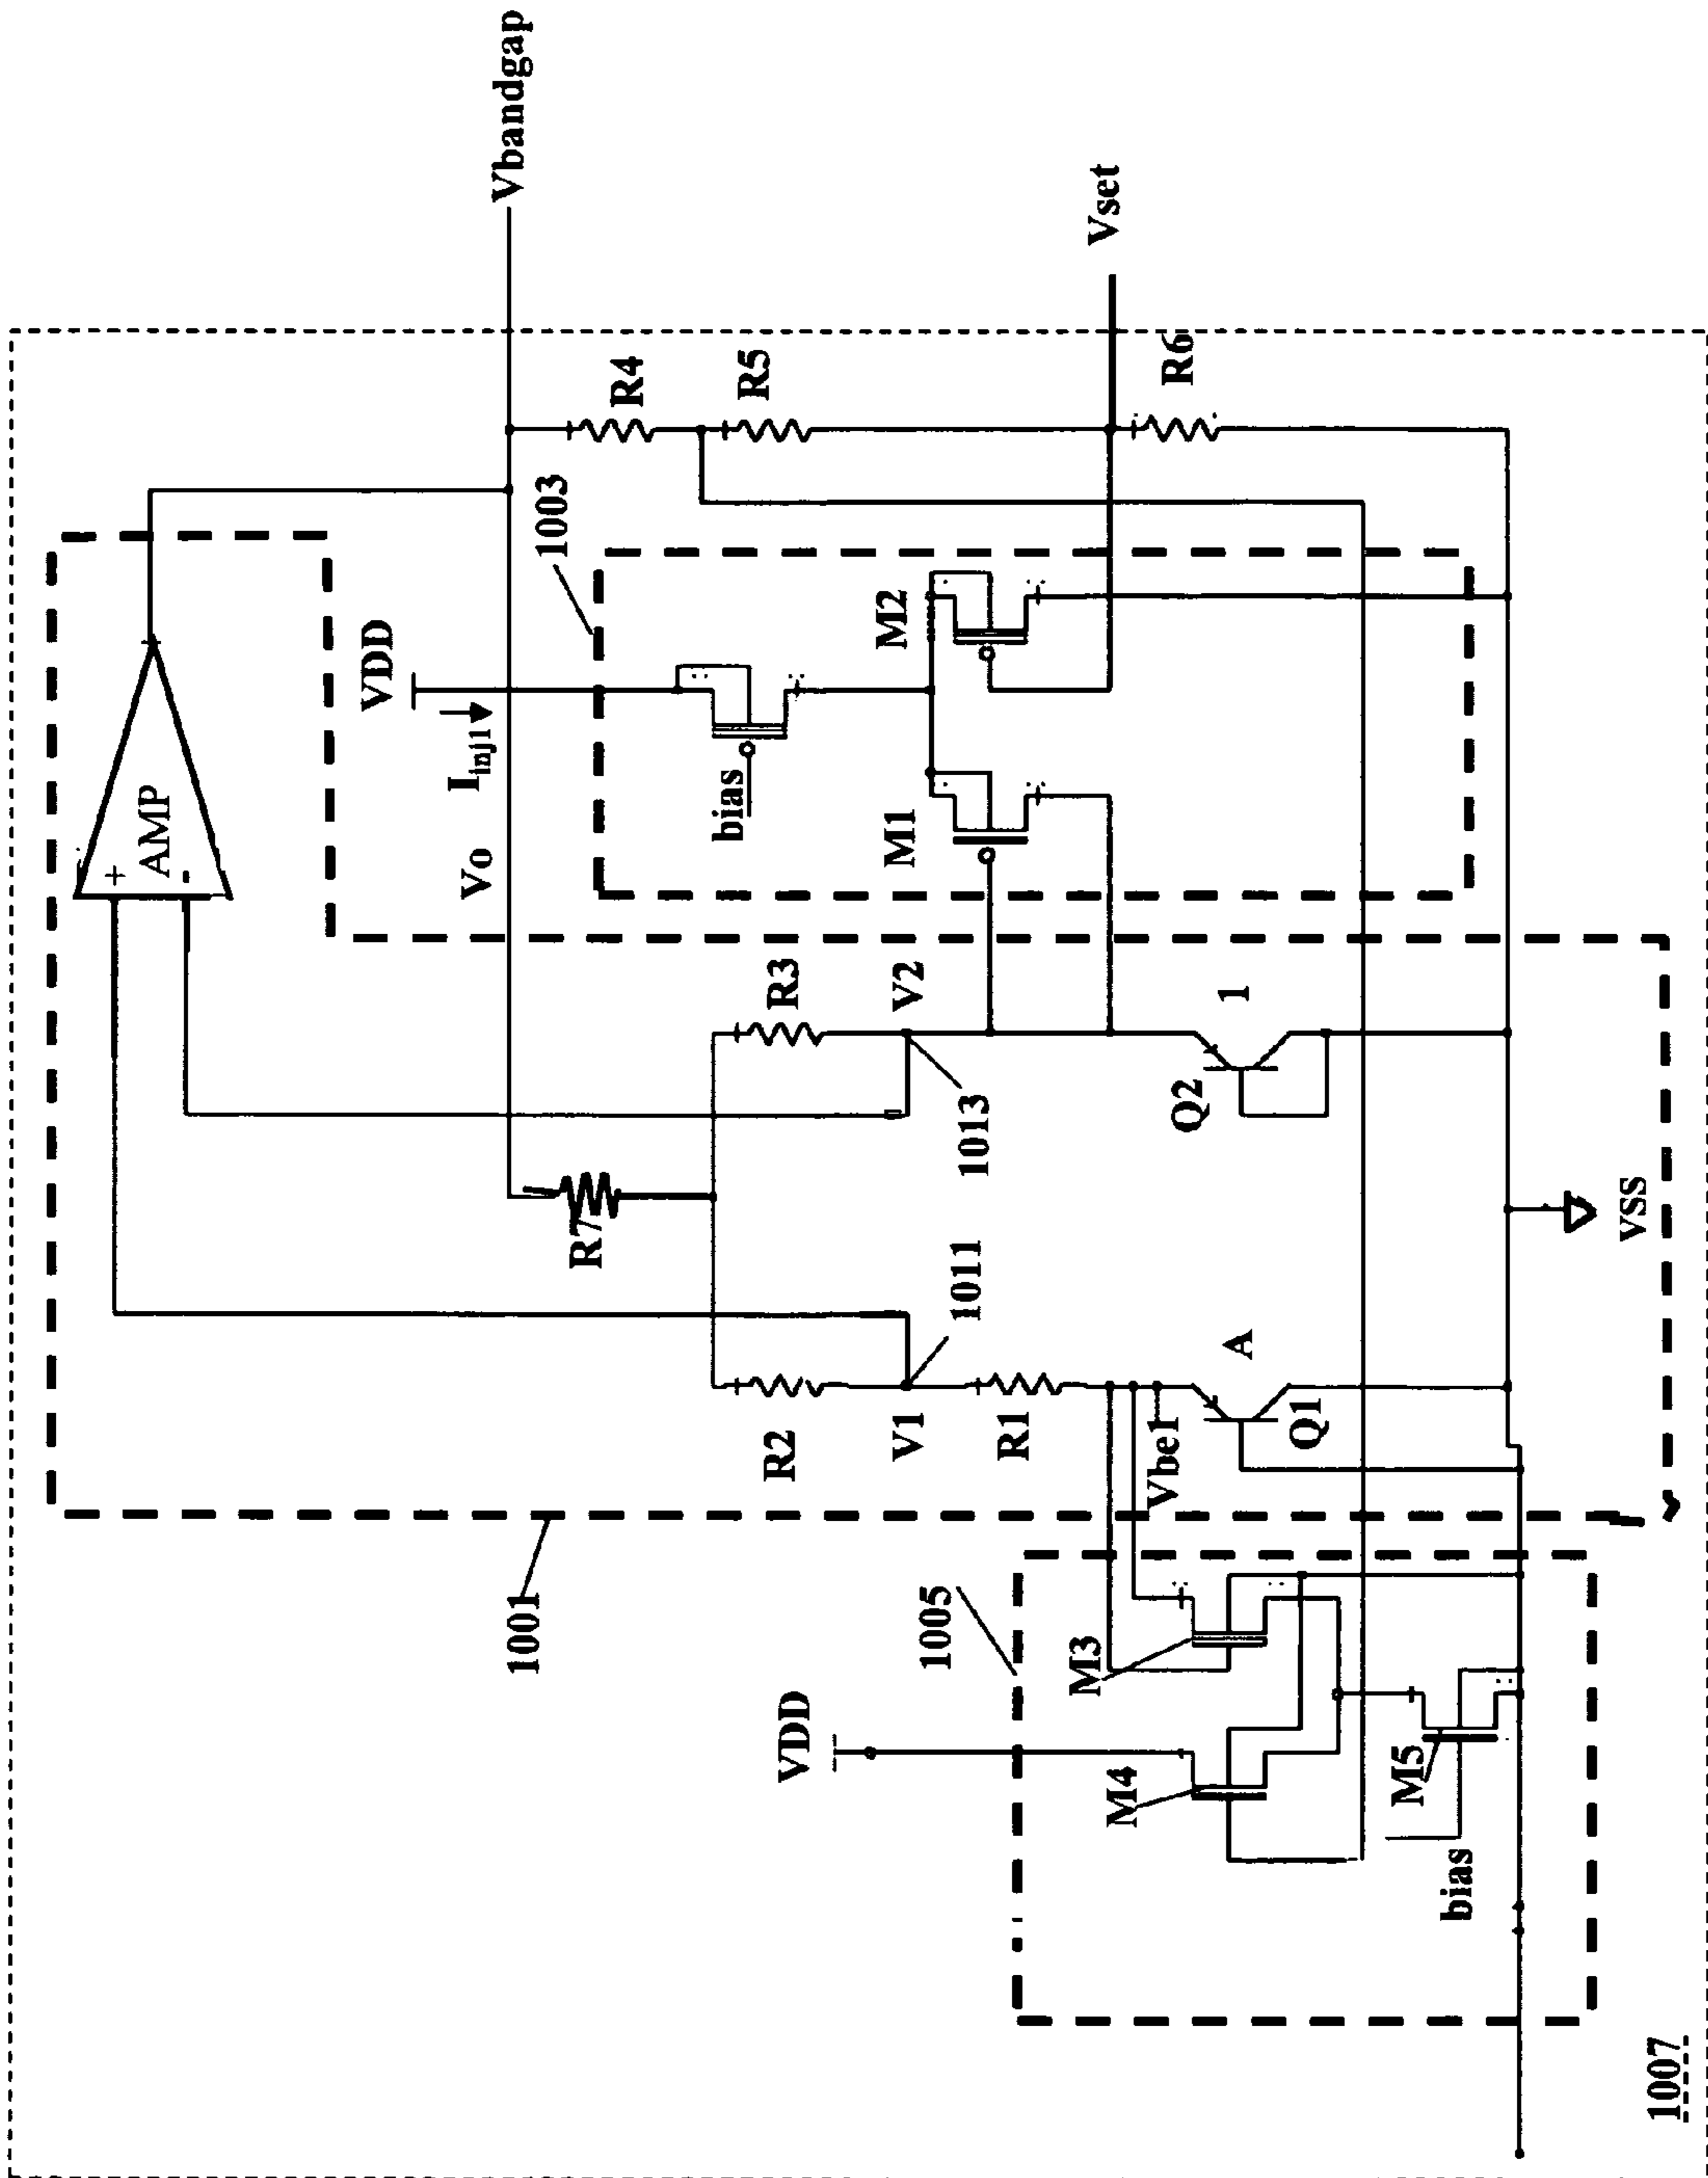 Vbandgap
+
AMP
-
VDD
1003
R4
Vo
Iinj1
bias
R5
Vset
M2
M1
R6
R3
V2
R7
1013
1
Q2
1011
R2
V1
R1
A
Vbe1
Q1
VSS
1001
1005
M3
VDD
M4
M5
bias
1007